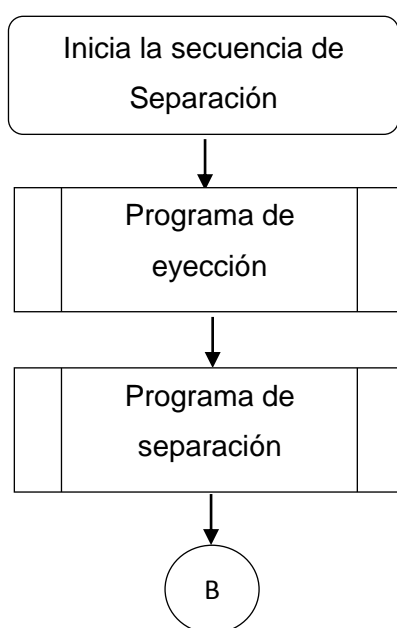 Inicia la secuencia de
Separación
Programa de
eyección
Programa de
separación
B